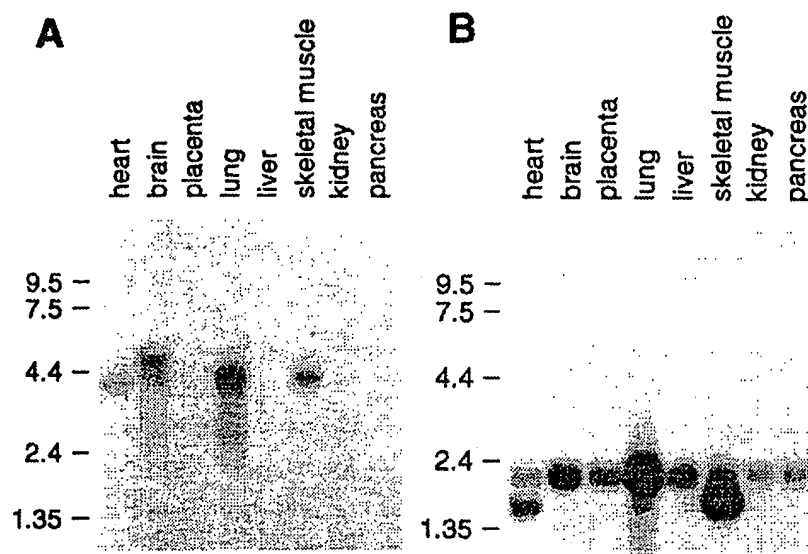 A
heart
brain
placenta
lung
liver
skeletal muscle
kidney
pancreas
9.5
7.5
4.4
2.4
1.35
B
heart
brain
placenta
lung
liver
skeletal muscle
kidney
pancreas
9.5
7.5
4.4
2.4
1.35